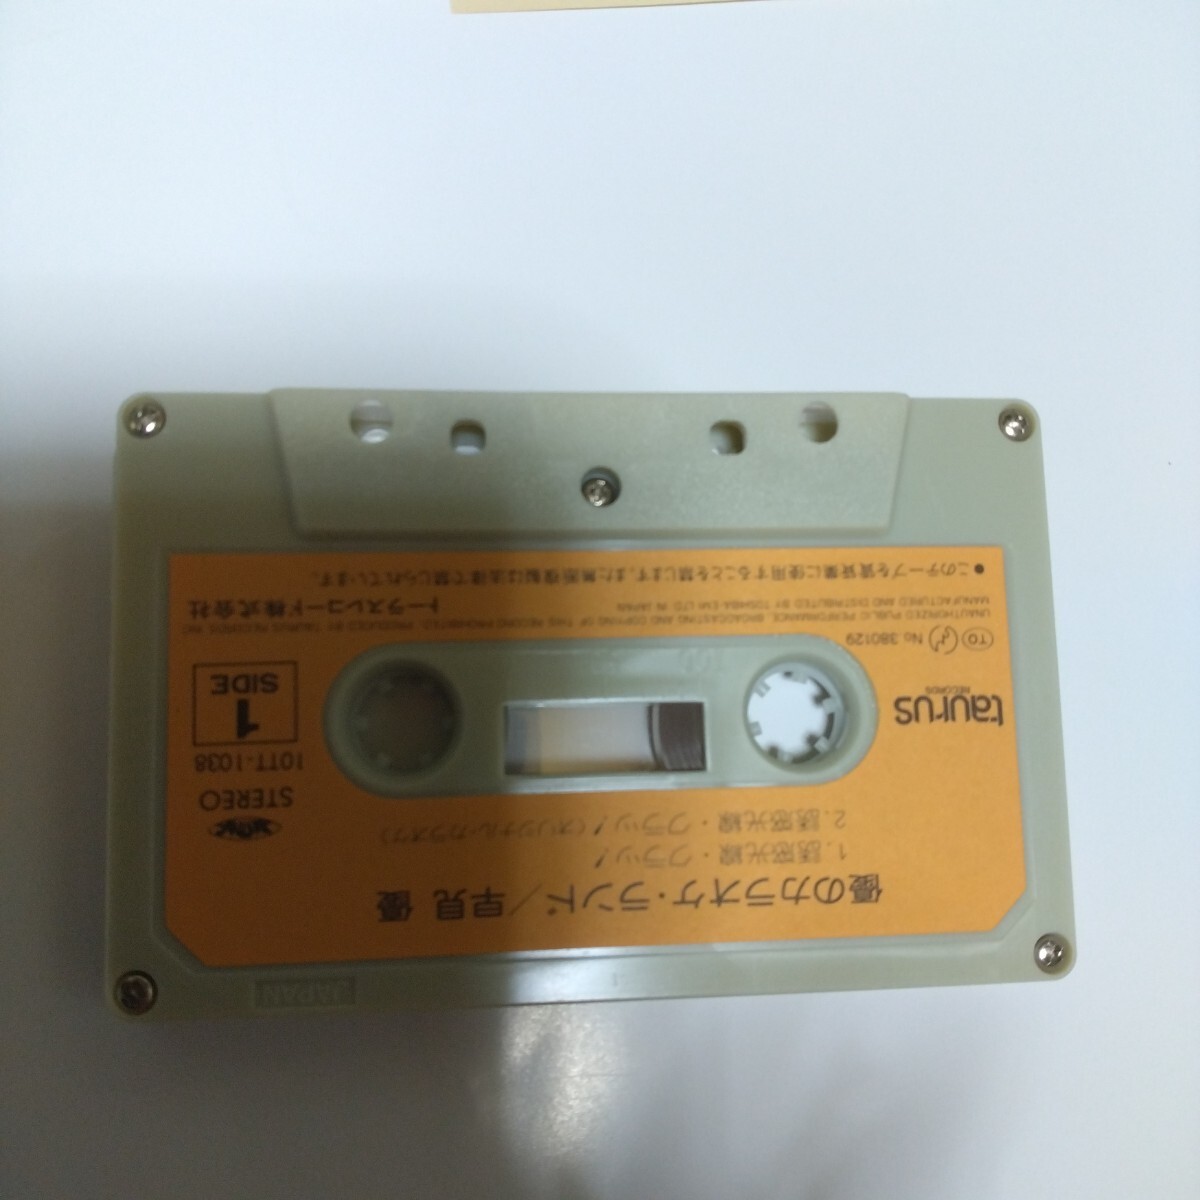 優のカラオケ・ランド／早見 優
1. 誘惑光線・クラッ！
2. 誘惑光線・クラッ！(オリジナル・カラオケ)
STEREO
10TT-1038
1
SIDE
taurus
RECORDS
TO No 380129
UNAUTHORIZED PUBLIC PERFORMANCE, BROADCASTING AND COPYING OF THIS RECORD PROHIBITED. PRODUCED BY TAURUS RECORDS INC
MANUFACTURED AND DISTRIBUTED BY TOSHIBA-EMI LTD IN JAPAN
トーラスレコード株式会社
●このテープを賃貸業に使用することを禁じます。また無断複製は法律で禁じられています。
JAPAN